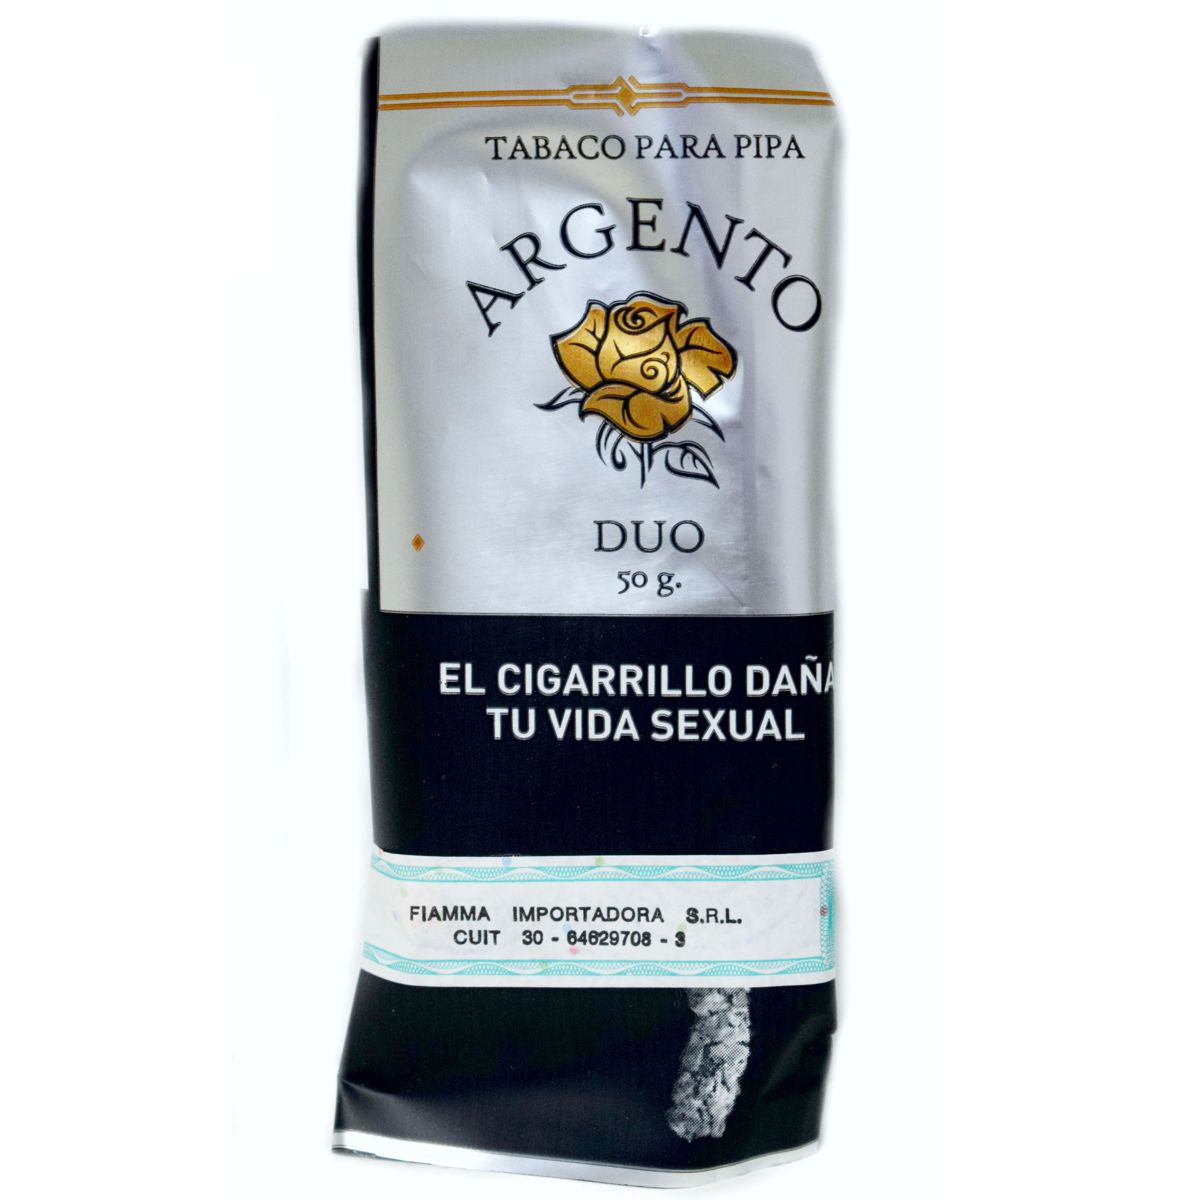 TABACO PARA PIPA
ARGENTO
DUO
50 g.
EL CIGARRILLO DAÑA
TU VIDA SEXUAL
FIAMMA IMPORTADORA S.R.L.
CUIT 30 - 64629708 - 3